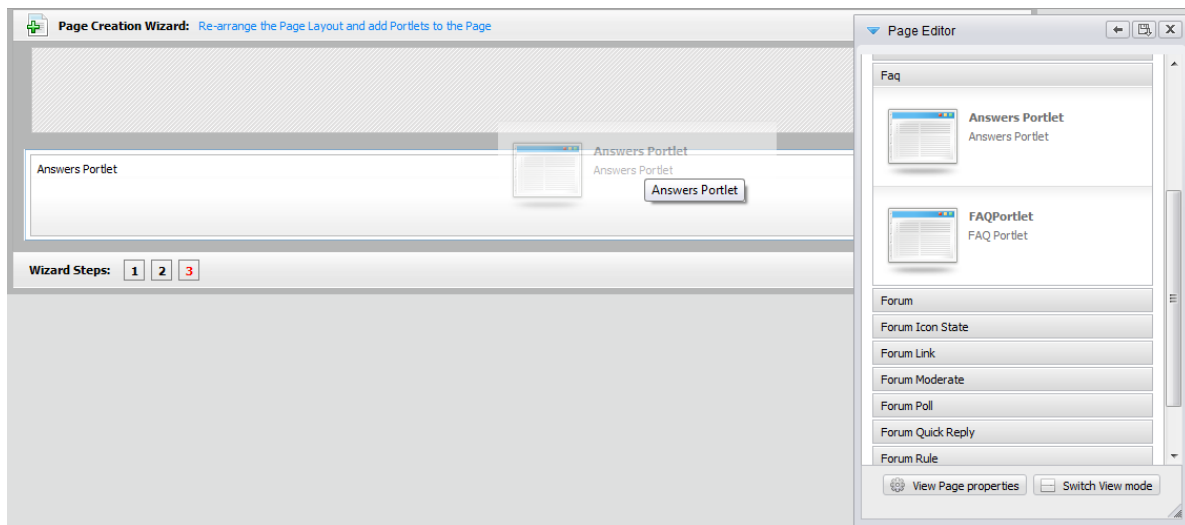 Page Creation Wizard: Re-arrange the Page Layout and add Portlets to the Page
Answers Portlet
Answers Portlet
Answers Portlet
Answers Portlet
Wizard Steps: 1 2 3
Page Editor
Faq
Answers Portlet
Answers Portlet
FAQPortlet
FAQ Portlet
Forum
Forum Icon State
Forum Link
Forum Moderate
Forum Poll
Forum Quick Reply
Forum Rule
View Page properties Switch View mode